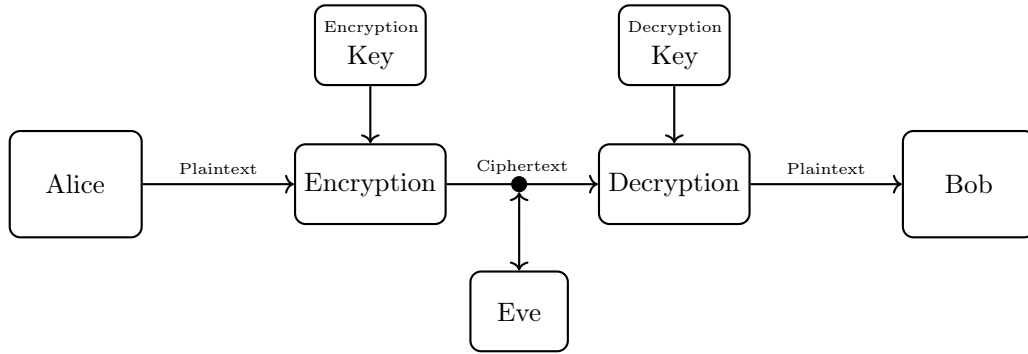 Encryption
Key
Decryption
Key
Alice
Plaintext
Encryption
Ciphertext
Decryption
Plaintext
Bob
Eve